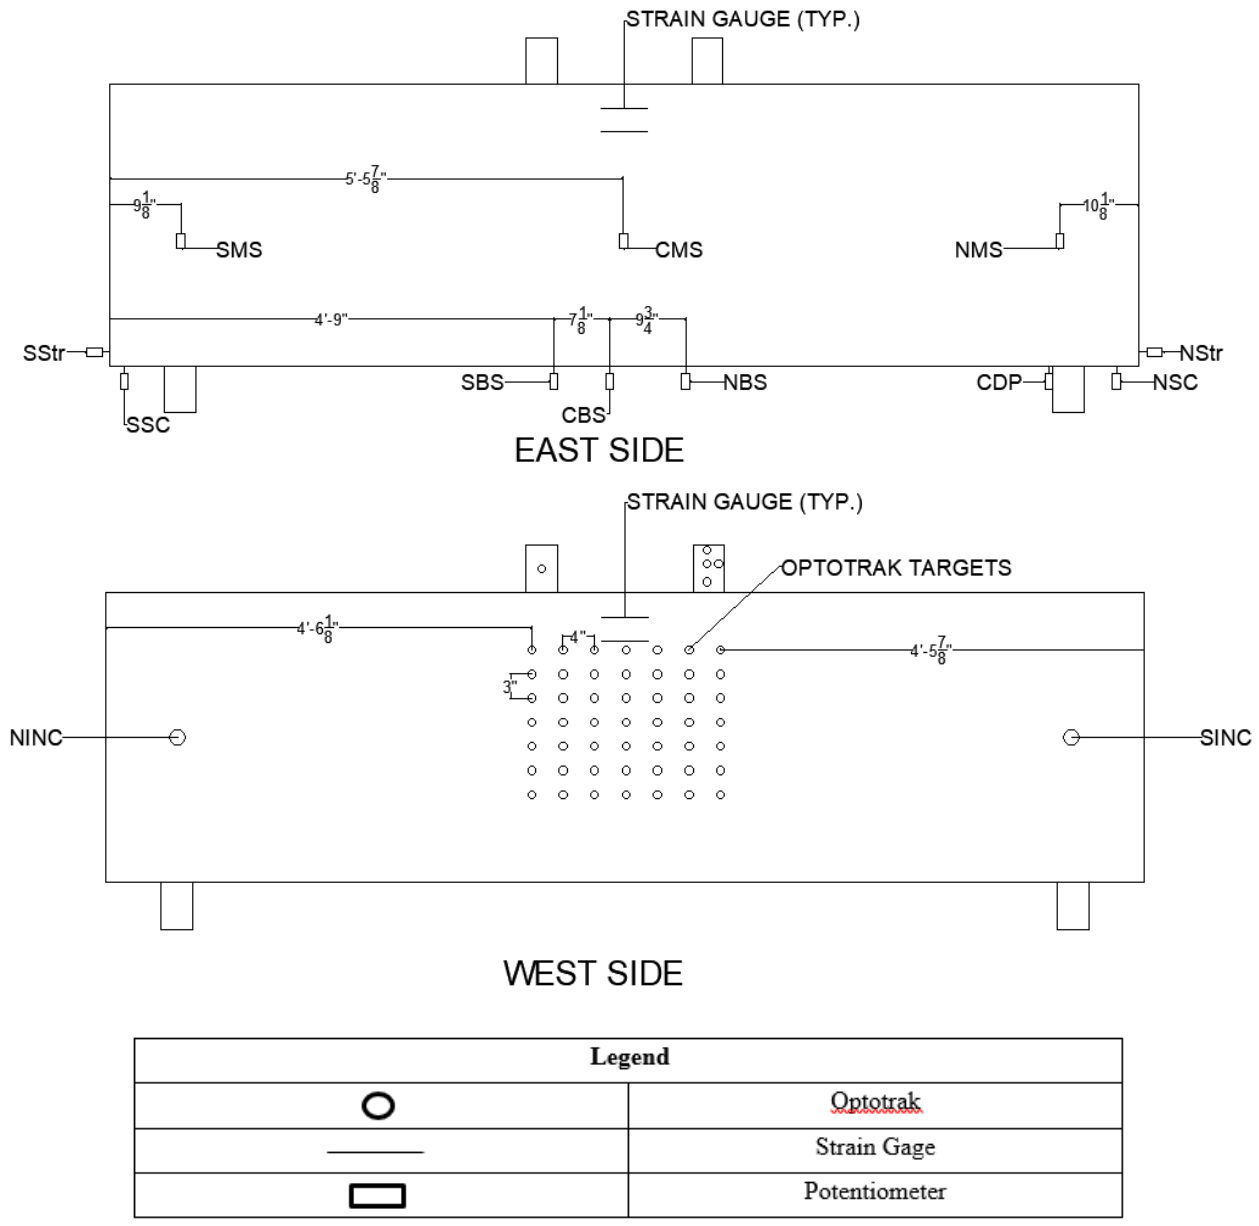 STRAIN GAUGE (TYP.)
5'-5 7/8"
9 1/8"
10 1/8"
SMS
CMS
NMS
4'-9"
7 1/8"
9 3/4"
SStr
NStr
SBS
NBS
CDP
NSC
CBS
SSC
EAST SIDE
STRAIN GAUGE (TYP.)
OPTOTRAK TARGETS
4'-6 1/8"
4"
4'-5 7/8"
3"
NINC
SINC
WEST SIDE
Legend
Optotrak
Strain Gage
Potentiometer